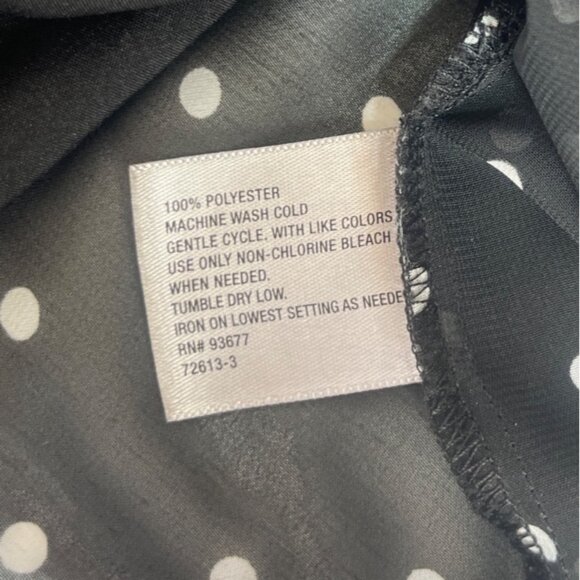 100% POLYESTER
MACHINE WASH COLD
GENTLE CYCLE, WITH LIKE COLORS
USE ONLY NON-CHLORINE BLEACH
WHEN NEEDED.
TUMBLE DRY LOW.
IRON ON LOWEST SETTING AS NEEDE
RN# 93677
72613-3